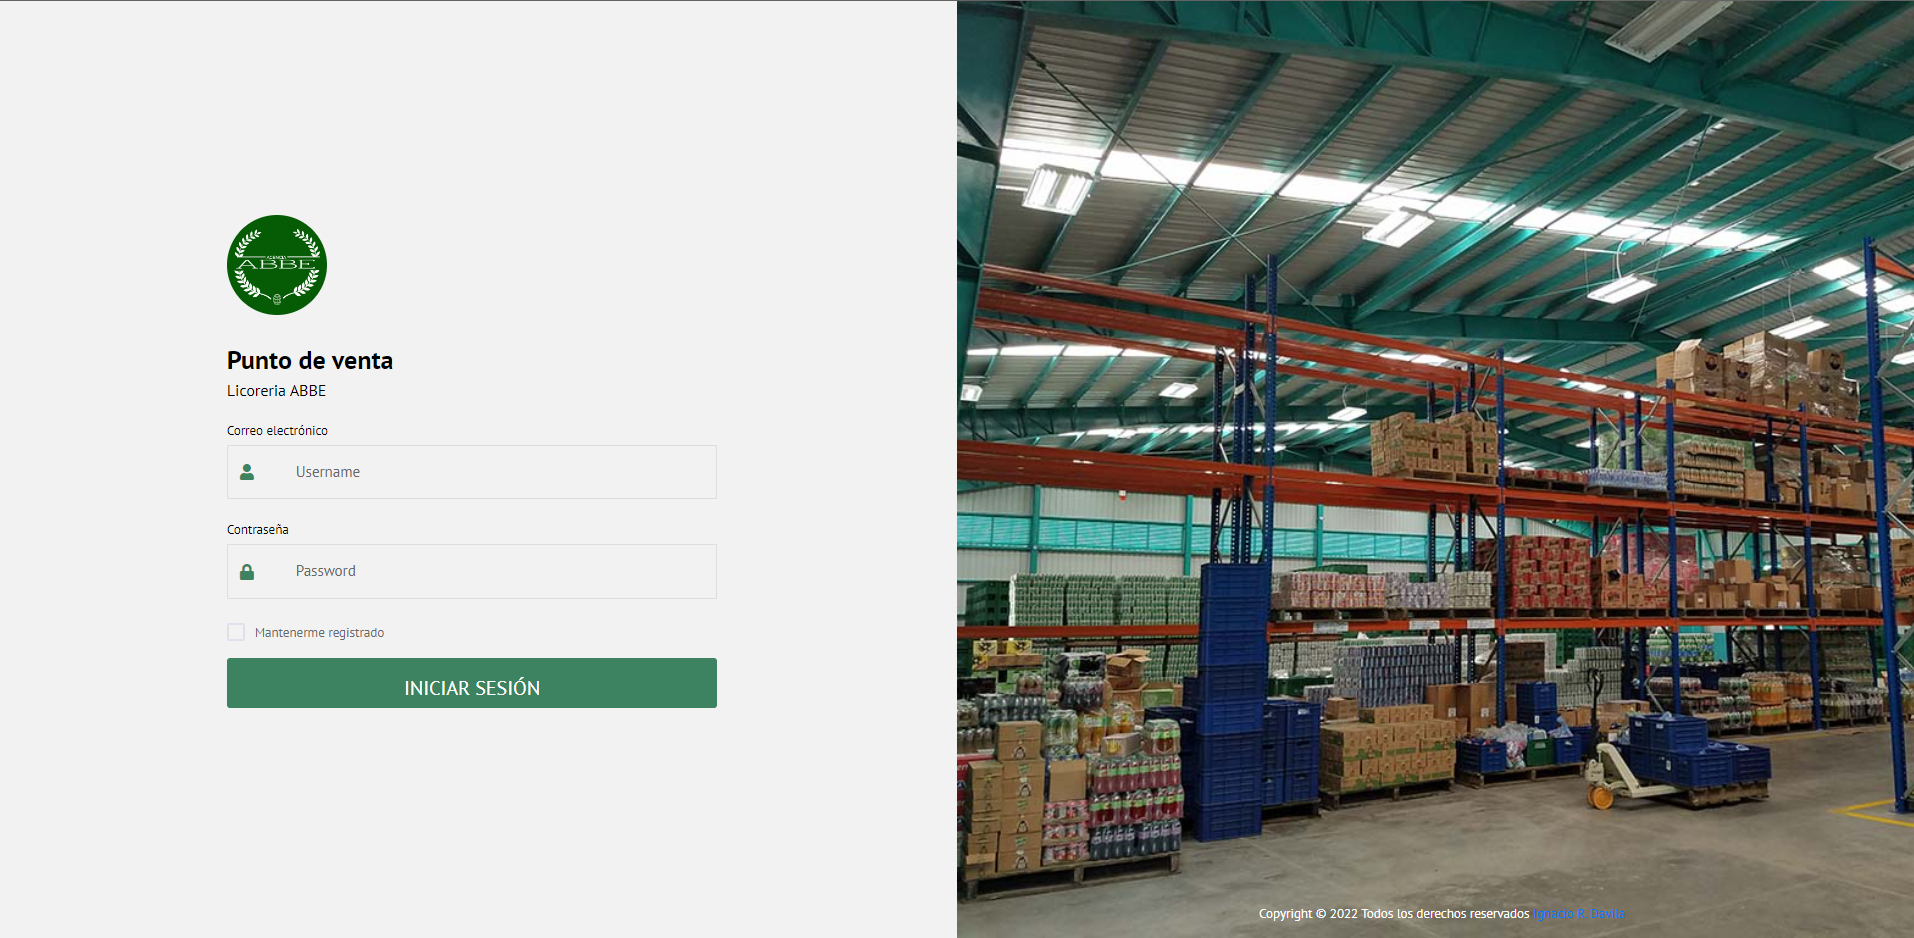 AGENCIA
ABBE
Punto de venta
Licoreria ABBE
Correo electrónico
Username
Contraseña
Password
Mantenerme registrado
INICIAR SESIÓN
Copyright © 2022 Todos los derechos reservados Ignacio R. Davila